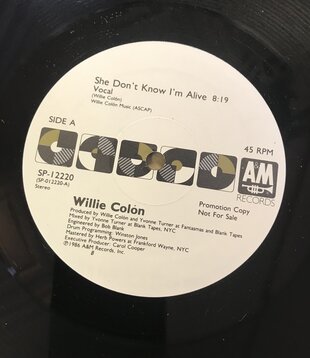 She Don't Know I'm Alive 8:19
Vocal
(Willie Colón)
Willie Colón Music (ASCAP)
SIDE A
45 RPM
SP-12220
(SP-012230-A)
Stereo
A&M
RECORDS
Promotion Copy
Not For Sale
Willie Colón
Produced by Willie Colón and Yvonne Turner at Fantasmas and Blank Tapes
Mixed by Yvonne Turner at Blank Tapes, NYC
Engineered by Bob Blank
Drum Programming: Winston Jones
Mastered by Herb Powers at Frankford Wayne, NYC
Executive Producer: Carol Cooper
℗1986 A&M Records, Inc.
8